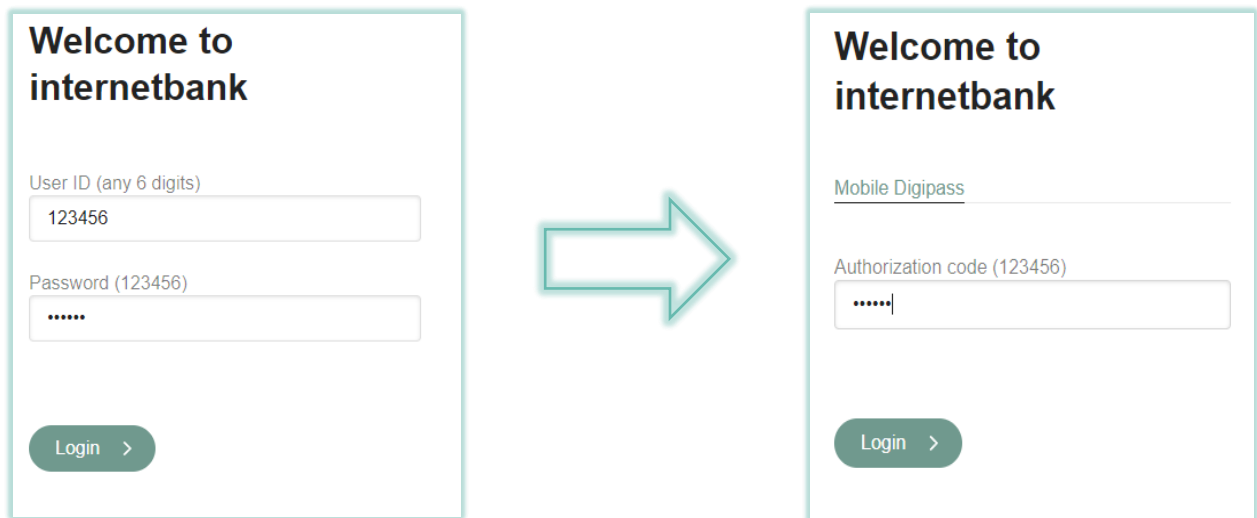 Welcome to
internetbank
User ID (any 6 digits)
123456
Password (123456)
••••••
Login >
Welcome to
internetbank
Mobile Digipass
Authorization code (123456)
••••••
Login >